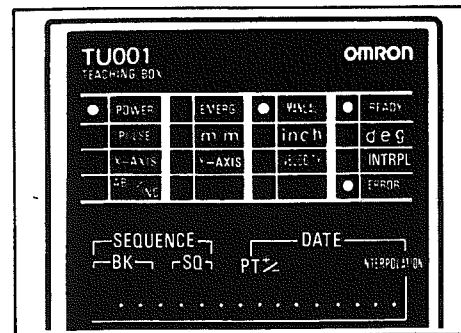 TU001 OMRON
TEACHING BOX
POWER EMERG MANUAL READY
PULSE mm inch deg
X-AXIS Y-AXIS VELOCITY INTRPL
ERROR
SEQUENCE DATE
BK SQ PT INTERPOLATION